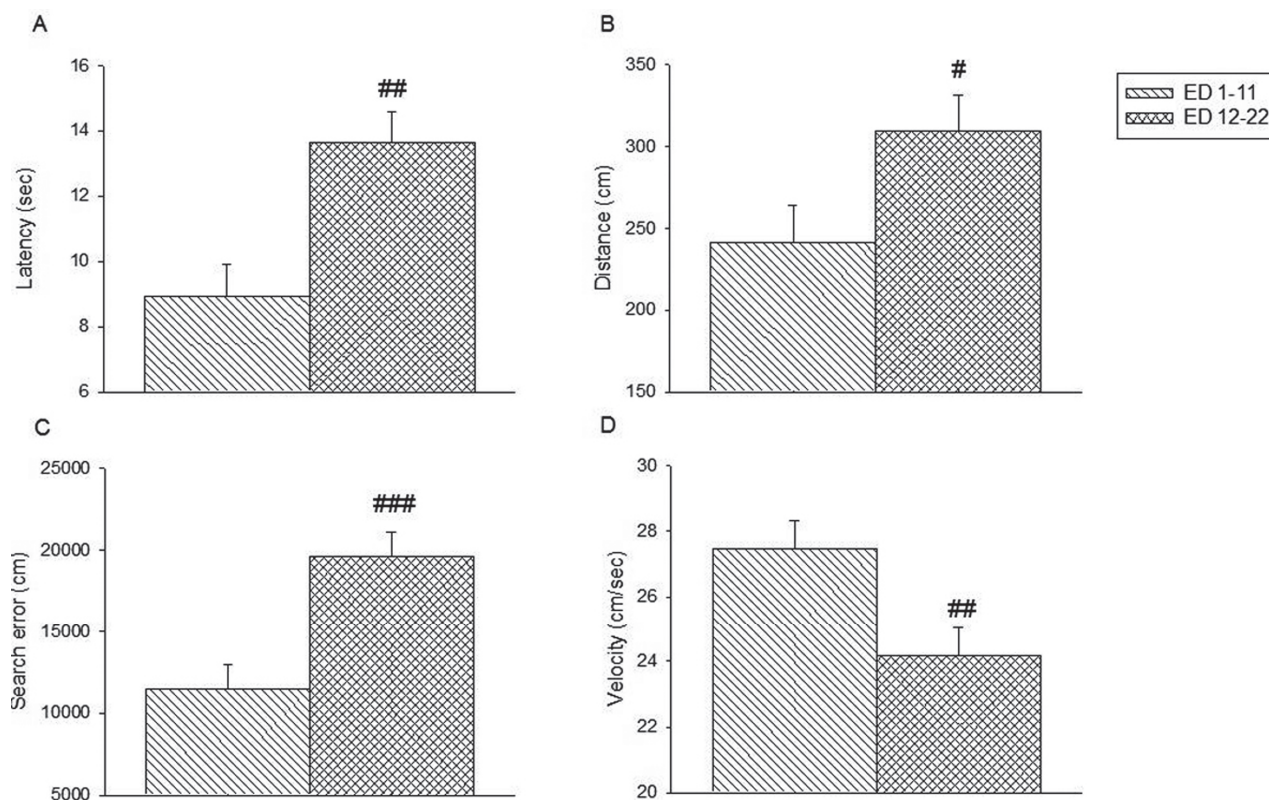 A
16
14
12
10
8
6
Latency (sec)
##
B
350
300
250
200
150
Distance (cm)
#
ED 1-11
ED 12-22
C
25000
20000
15000
10000
5000
Search error (cm)
###
D
30
28
26
24
22
20
Velocity (cm/sec)
##